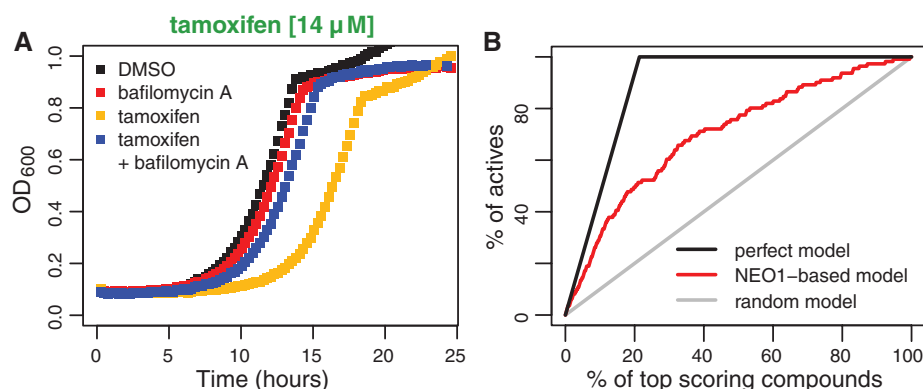 tamoxifen [14 µM]
A
1.0
0.8
0.6
0.4
0.2
0.0
OD600
DMSO
bafilomycin A
tamoxifen
tamoxifen
+ bafilomycin A
0 5 10 15 20 25
Time (hours)
B
80
40
0
% of actives
perfect model
NEO1−based model
random model
0 20 40 60 80 100
% of top scoring compounds